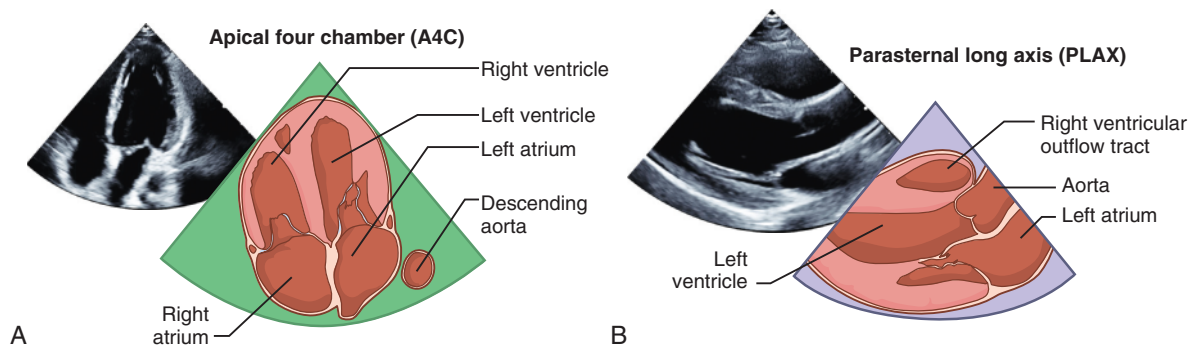 Apical four chamber (A4C)
Right ventricle
Left ventricle
Left atrium
Descending
aorta
Right
atrium
A
Parasternal long axis (PLAX)
Right ventricular
outflow tract
Aorta
Left atrium
Left
ventricle
B